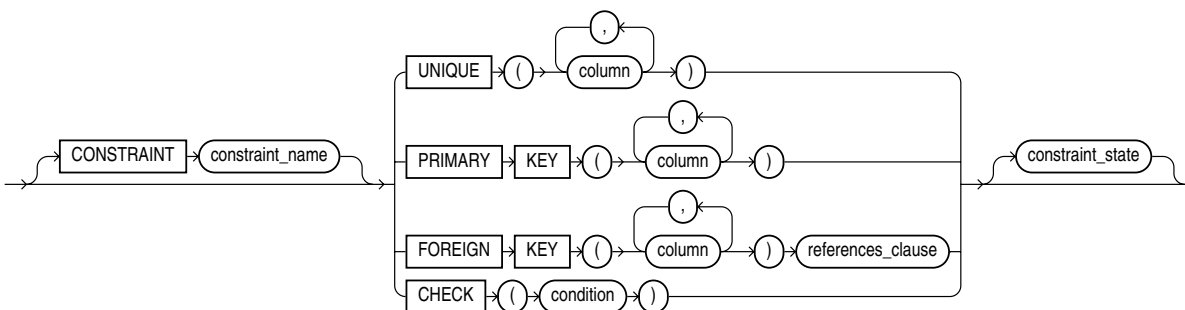 ,
UNIQUE ( column )
,
CONSTRAINT constraint_name PRIMARY KEY ( column ) constraint_state
,
FOREIGN KEY ( column ) references_clause
CHECK ( condition )